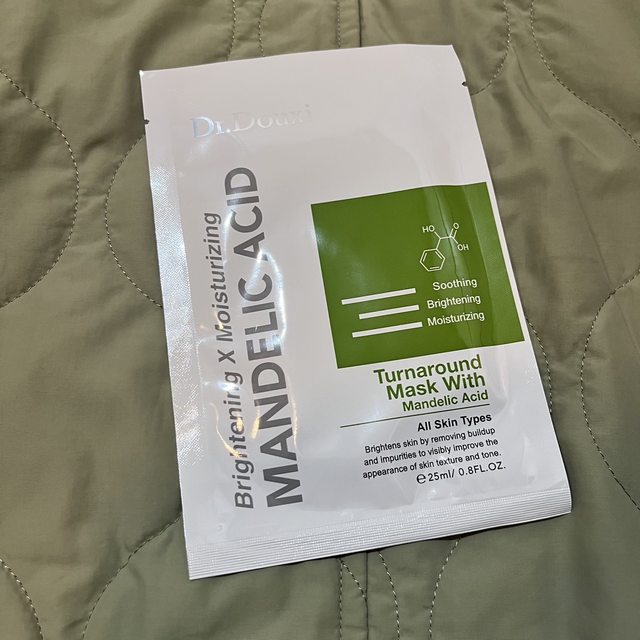 Dr.Douxi
Brightening X Moisturizing
MANDELIC ACID
HO
O
OH
Soothing
Brightening
Moisturizing
Turnaround
Mask With
Mandelic Acid
All Skin Types
Brightens skin by removing buildup
and impurities to visibly improve the
appearance of skin texture and tone.
℮25ml/ 0.8FL.OZ.